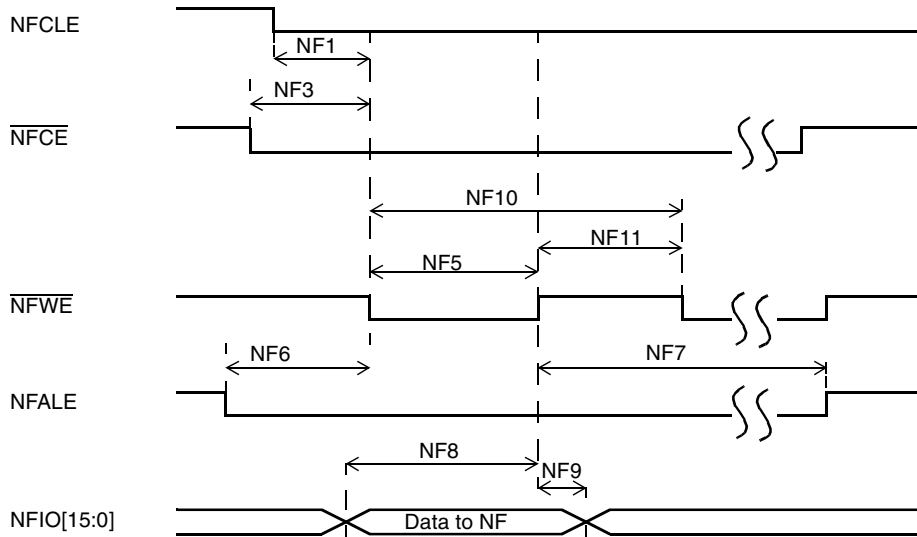 NFCLE
NF1
NF3
NFCE
NF10
NF11
NF5
NFWE
NF6
NF7
NFALE
NF8
NF9
NFIO[15:0]
Data to NF